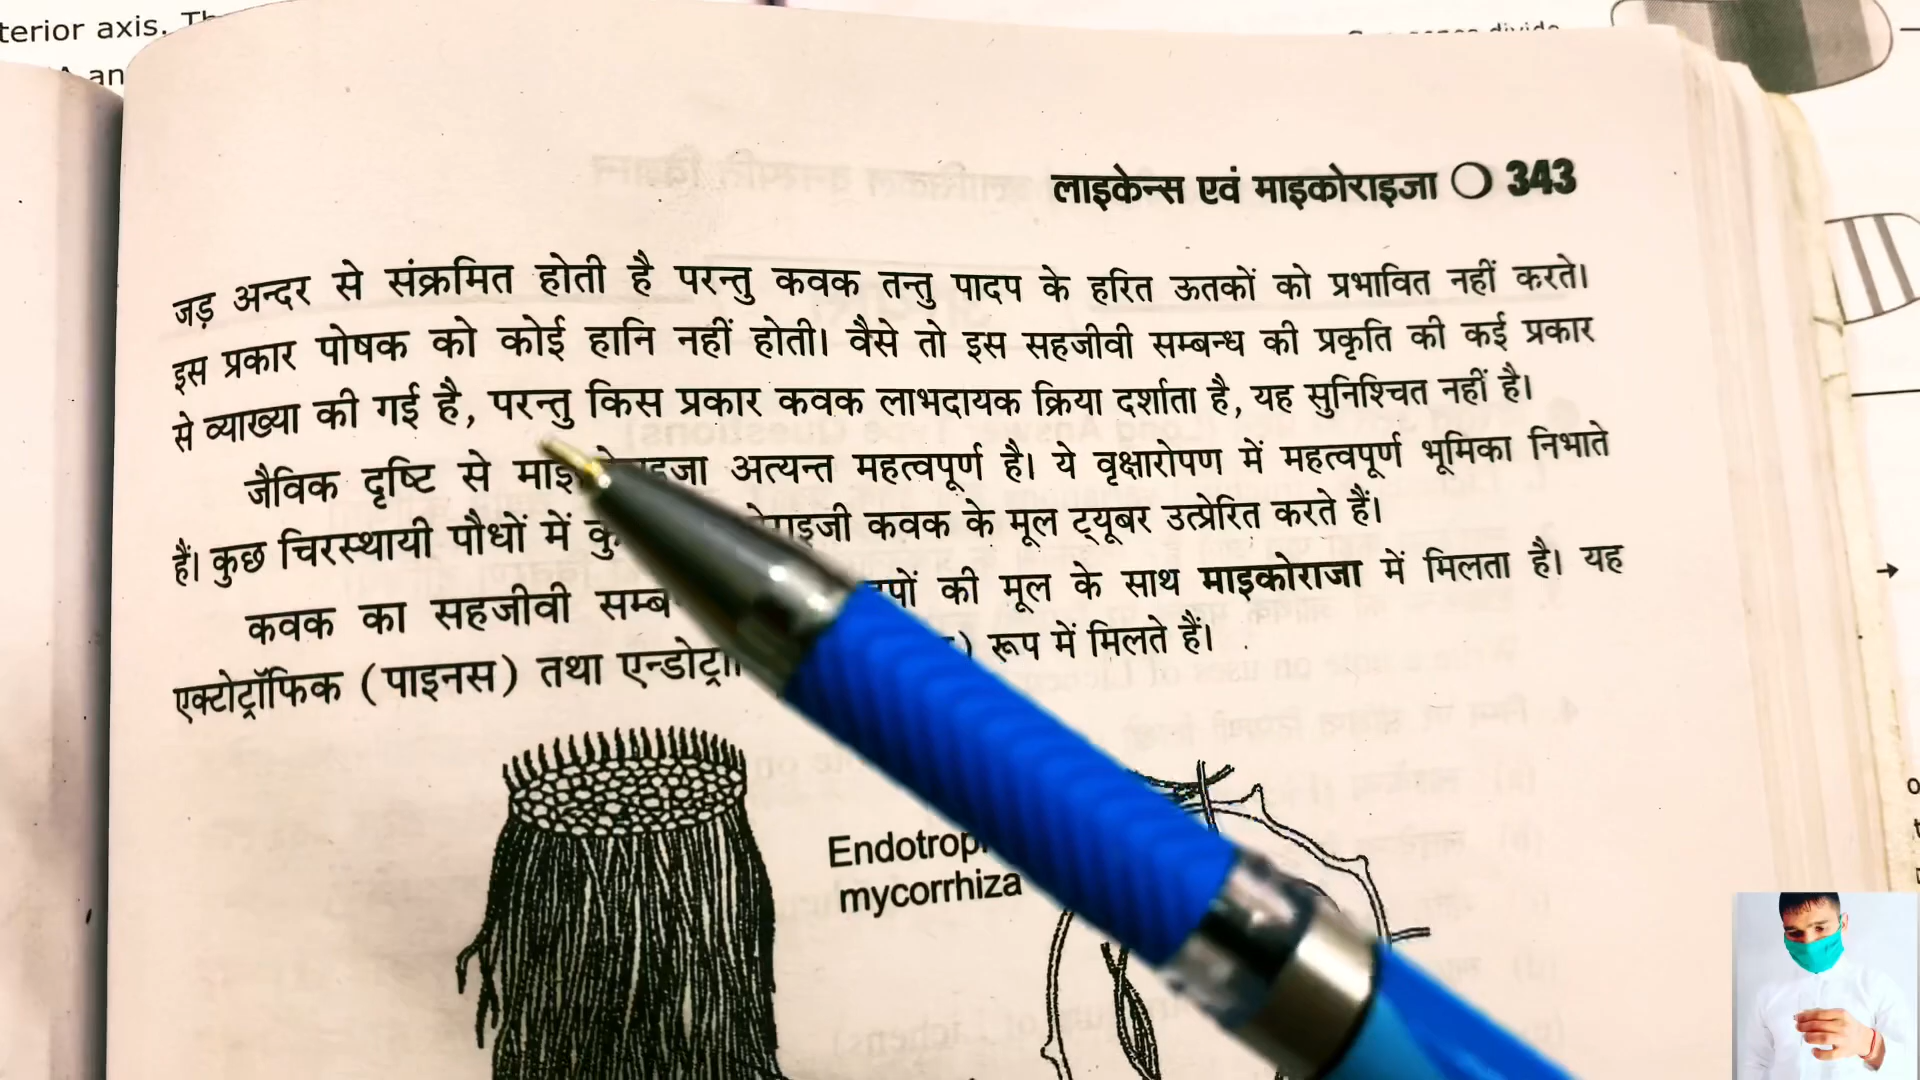 terior axis.
an
लाइकेन्स एवं माइकोराइजा 343
जड़ अन्दर से संक्रमित होती है परन्तु कवक तन्तु पादप के हरित ऊतकों को प्रभावित नहीं करते।
इस प्रकार पोषक को कोई हानि नहीं होती। वैसे तो इस सहजीवी सम्बन्ध की प्रकृति की कई प्रकार
से व्याख्या की गई है, परन्तु किस प्रकार कवक लाभदायक क्रिया दर्शाता है, यह सुनिश्चित नहीं है।
जैविक दृष्टि से अत्यन्त महत्वपूर्ण है। ये वृक्षारोपण में महत्वपूर्ण भूमिका निभाते
हैं। कुछ चिरस्थायी पौधों में कवक के मूल ट्यूबर उत्प्रेरित करते हैं।
कवक का सहजीवी की मूल के साथ माइकोराजा में मिलता है। यह
एक्टोट्रॉफिक (पाइनस) तथा रूप में मिलते हैं।
mycorrhiza